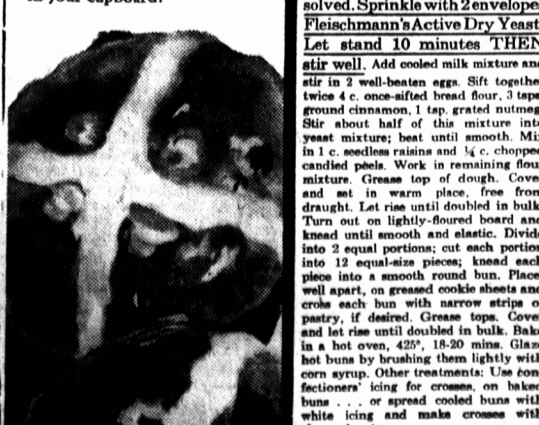 in your cupboard!
solved. Sprinkle with 2 envelope
Fleischmann's Active Dry Yeast
Let stand 10 minutes THEN
stir well. Add cooled milk mixture and
stir in 2 well-beaten eggs. Sift togethe
twice 4 c. once-sifted bread flour, 3 tsps
ground cinnamon, 1 tsp. grated nutmeg
Stir about half of this mixture into
yeast mixture; beat until smooth. Mix
in 1 c. seedless raisins and ¼ c. choppe
candied peels. Work in remaining flou
mixture. Grease top of dough. Cove
and set in warm place, free from
draught. Let rise until doubled in bulk
Turn out on lightly-floured board and
knead until smooth and elastic. Divide
into 2 equal portions; cut each portion
into 12 equal-size pieces; knead each
piece into a smooth round bun. Place
well apart, on greased cookie sheets and
cross each bun with narrow strips o
pastry, if desired. Grease tops. Cove
and let rise until doubled in bulk. Bake
in a hot oven, 425°, 18-20 mins. Glaze
hot buns by brushing them lightly with
corn syrup. Other treatments: Use con-
fectioners' icing for crosses, on baked
buns . . . or spread cooled buns with
white icing and make crosses with